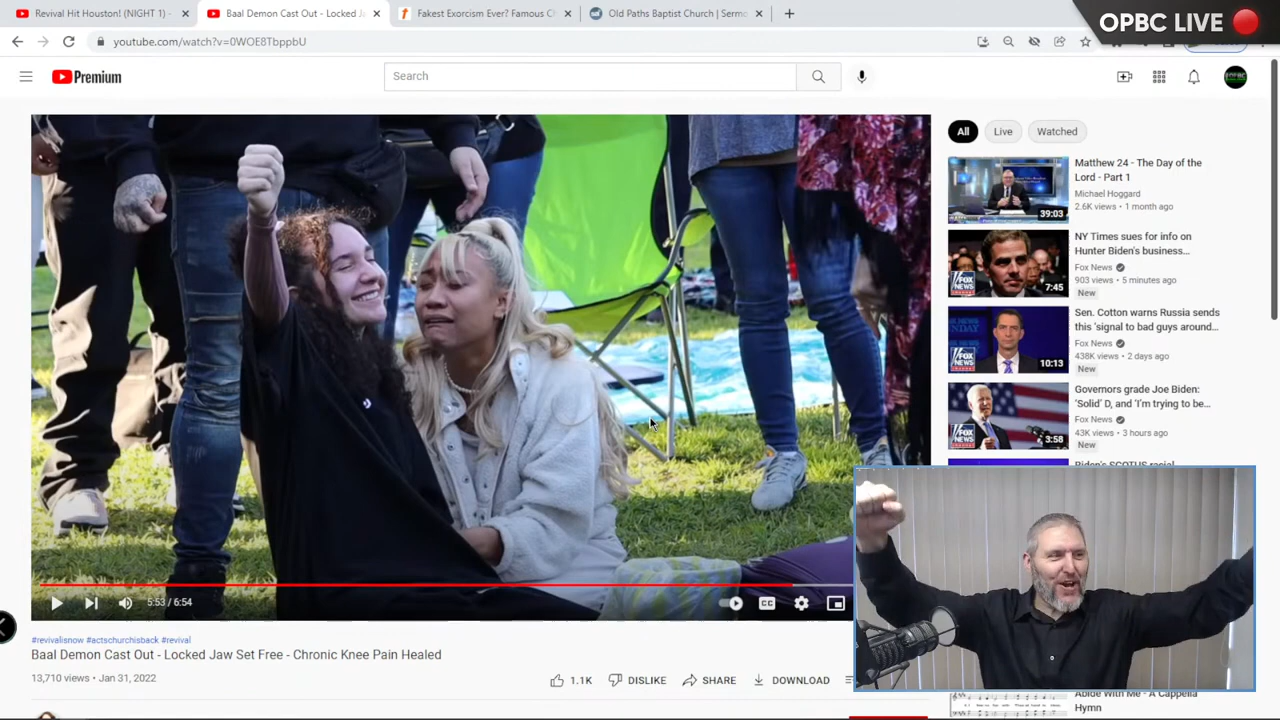 Revival Hit Houston! (NIGHT 1) -
Baal Demon Cast Out - Locked J
Fakest Exorcism Ever? Famous C
Old Paths Baptist Church | Sermo
OPBC LIVE
youtube.com/watch?v=0WOE8TbppbU
Premium
Search
All
Live
Watched
Matthew 24 - The Day of the
Lord - Part 1
Michael Hoggard
2.6K views • 1 month ago
39:03
NY Times sues for info on
Hunter Biden's business...
Fox News
903 views • 5 minutes ago
New
7:45
Sen. Cotton warns Russia sends
this 'signal to bad guys around...
Fox News
438K views • 2 days ago
New
10:13
Governors grade Joe Biden:
'Solid' D, and 'I'm trying to be...
Fox News
43K views • 3 hours ago
New
3:58
Biden's SCOTUS racial
5:53 / 6:54
CC
#revivalisnow #actschurchisback #revival
Baal Demon Cast Out - Locked Jaw Set Free - Chronic Knee Pain Healed
13,710 views • Jan 31, 2022
1.1K
DISLIKE
SHARE
DOWNLOAD
Abide With Me - A Cappella
Hymn